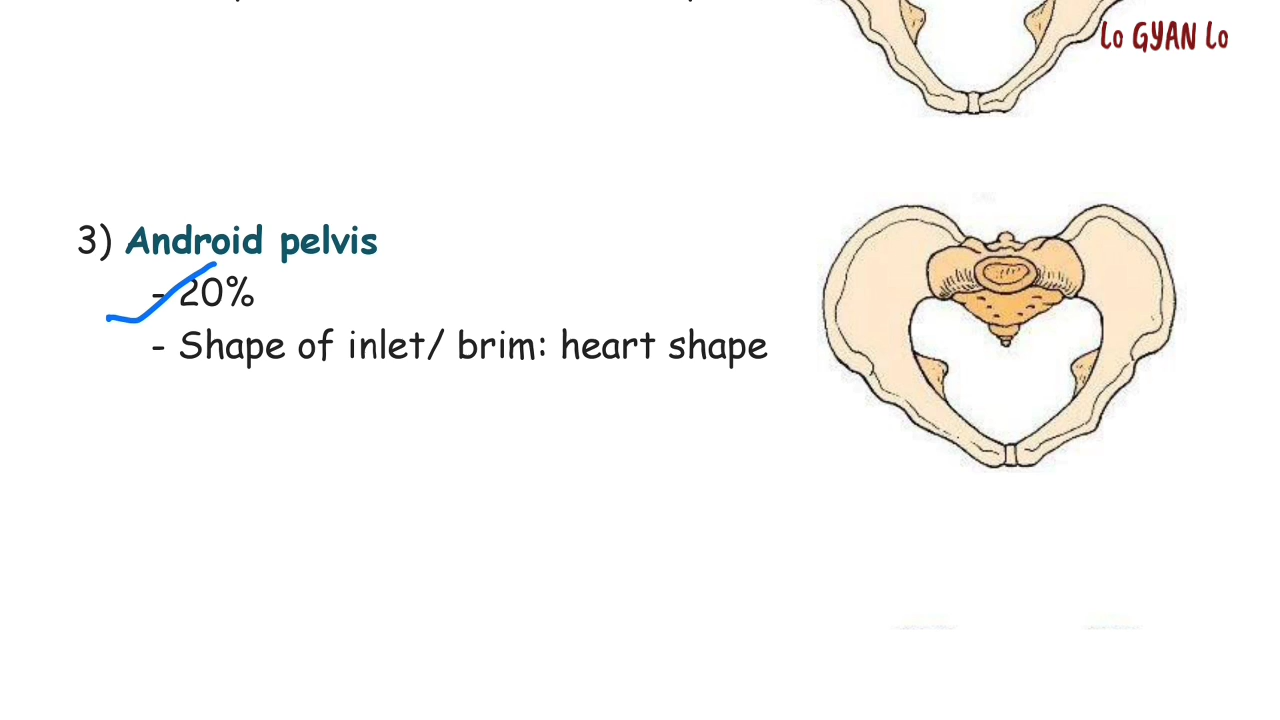 Lo GYAN Lo
3) Android pelvis
- 20%
- Shape of inlet/ brim: heart shape